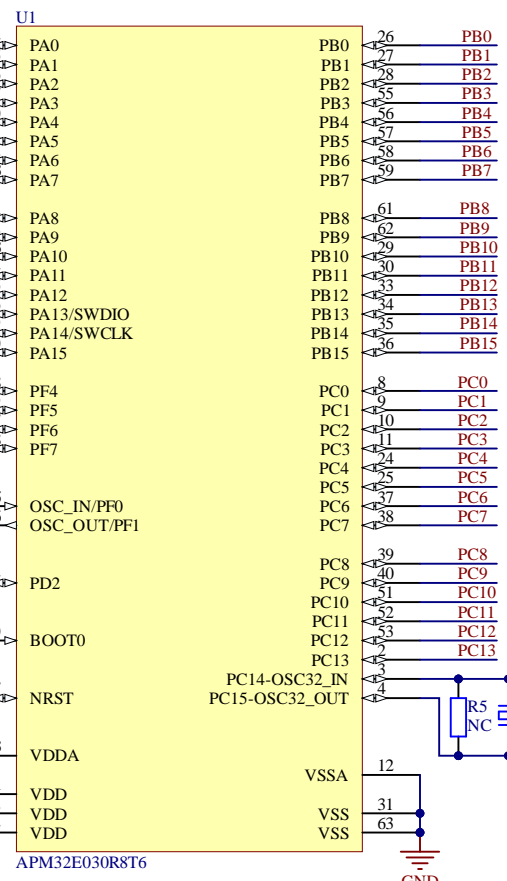 U1
PA0 PB0 26 PB0
PA1 PB1 27 PB1
PA2 PB2 28 PB2
PA3 PB3 55 PB3
PA4 PB4 56 PB4
PA5 PB5 57 PB5
PA6 PB6 58 PB6
PA7 PB7 59 PB7
PA8 PB8 61 PB8
PA9 PB9 62 PB9
PA10 PB10 29 PB10
PA11 PB11 30 PB11
PA12 PB12 33 PB12
PA13/SWDIO PB13 34 PB13
PA14/SWCLK PB14 35 PB14
PA15 PB15 36 PB15
PF4 PC0 8 PC0
PF5 PC1 9 PC1
PF6 PC2 10 PC2
PF7 PC3 11 PC3
PC4 24 PC4
PC5 25 PC5
OSC_IN/PF0 PC6 37 PC6
OSC_OUT/PF1 PC7 38 PC7
PC8 39 PC8
PD2 PC9 40 PC9
PC10 51 PC10
PC11 52 PC11
BOOT0 PC12 53 PC12
PC13 2 PC13
PC14-OSC32_IN 3
NRST PC15-OSC32_OUT 4
R5
NC
VDDA
VSSA 12
VDD
VDD VSS 31
VDD VSS 63
APM32E030R8T6
GND